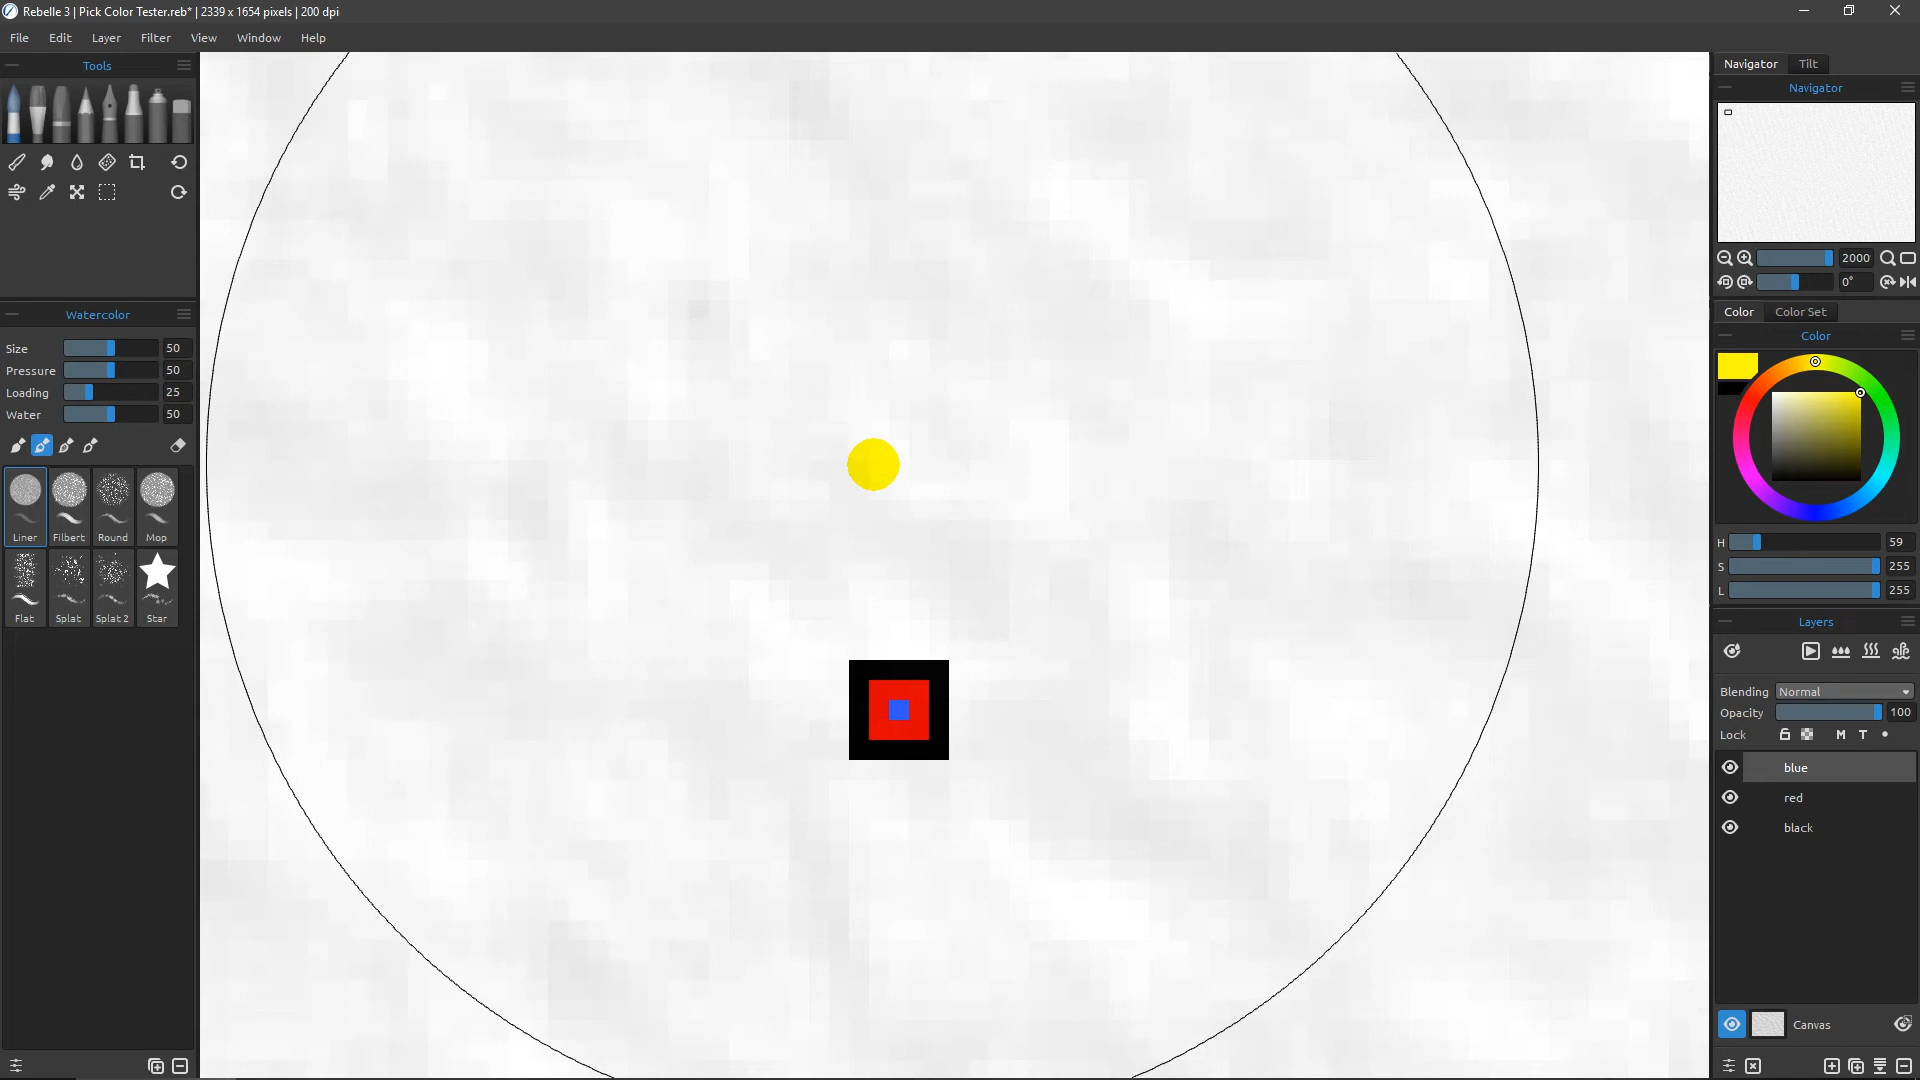 Rebelle 3 | Pick Color Tester.reb* | 2339 x 1654 pixels | 200 dpi
File Edit Layer Filter View Window Help
Tools
Watercolor
Size 50
Pressure 50
Loading 25
Water 50
Liner Filbert Round Mop
Flat Splat Splat 2 Star
Navigator Tilt
Navigator
2000
0°
Color Color Set
Color
H 59
S 255
L 255
Layers
Blending Normal
Opacity 100
Lock M T
blue
red
black
Canvas